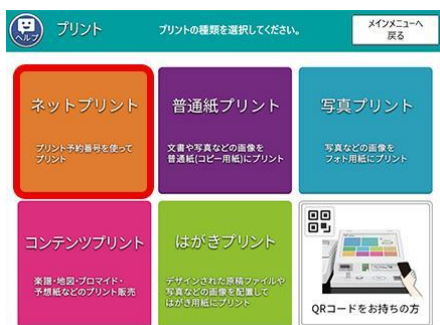 ヘルプ
プリント
プリントの種類を選択してください。
メインメニューへ
戻る
ネットプリント
プリント予約番号を使って
プリント
普通紙プリント
文書や写真などの画像を
普通紙(コピー用紙)にプリント
写真プリント
写真などの画像を
フォト用紙にプリント
コンテンツプリント
楽譜・地図・ブロマイド・
予想紙などのプリント販売
はがきプリント
デザインされた原稿ファイルや
写真などの画像を配置して
はがき用紙にプリント
QRコードをお持ちの方